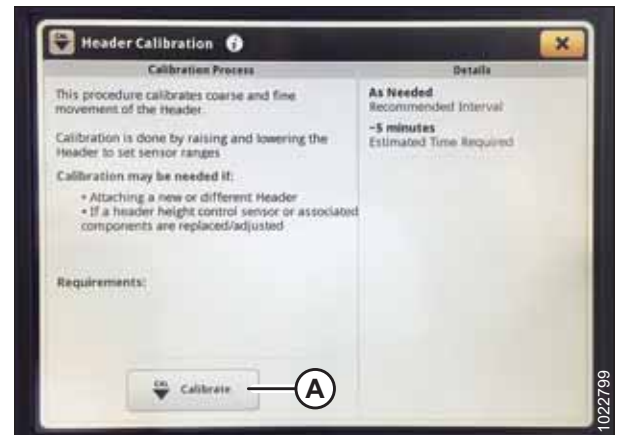 CAL
Header Calibration i
Calibration Process
Details
This procedure calibrates coarse and fine
movement of the Header.
Calibration is done by raising and lowering the
Header to set sensor ranges
Calibration may be needed if:
• Attaching a new or different Header
• If a header height control sensor or associated
components are replaced/adjusted
Requirements:
As Needed
Recommended Interval
~5 minutes
Estimated Time Required
CAL
Calibrate
A
1022799